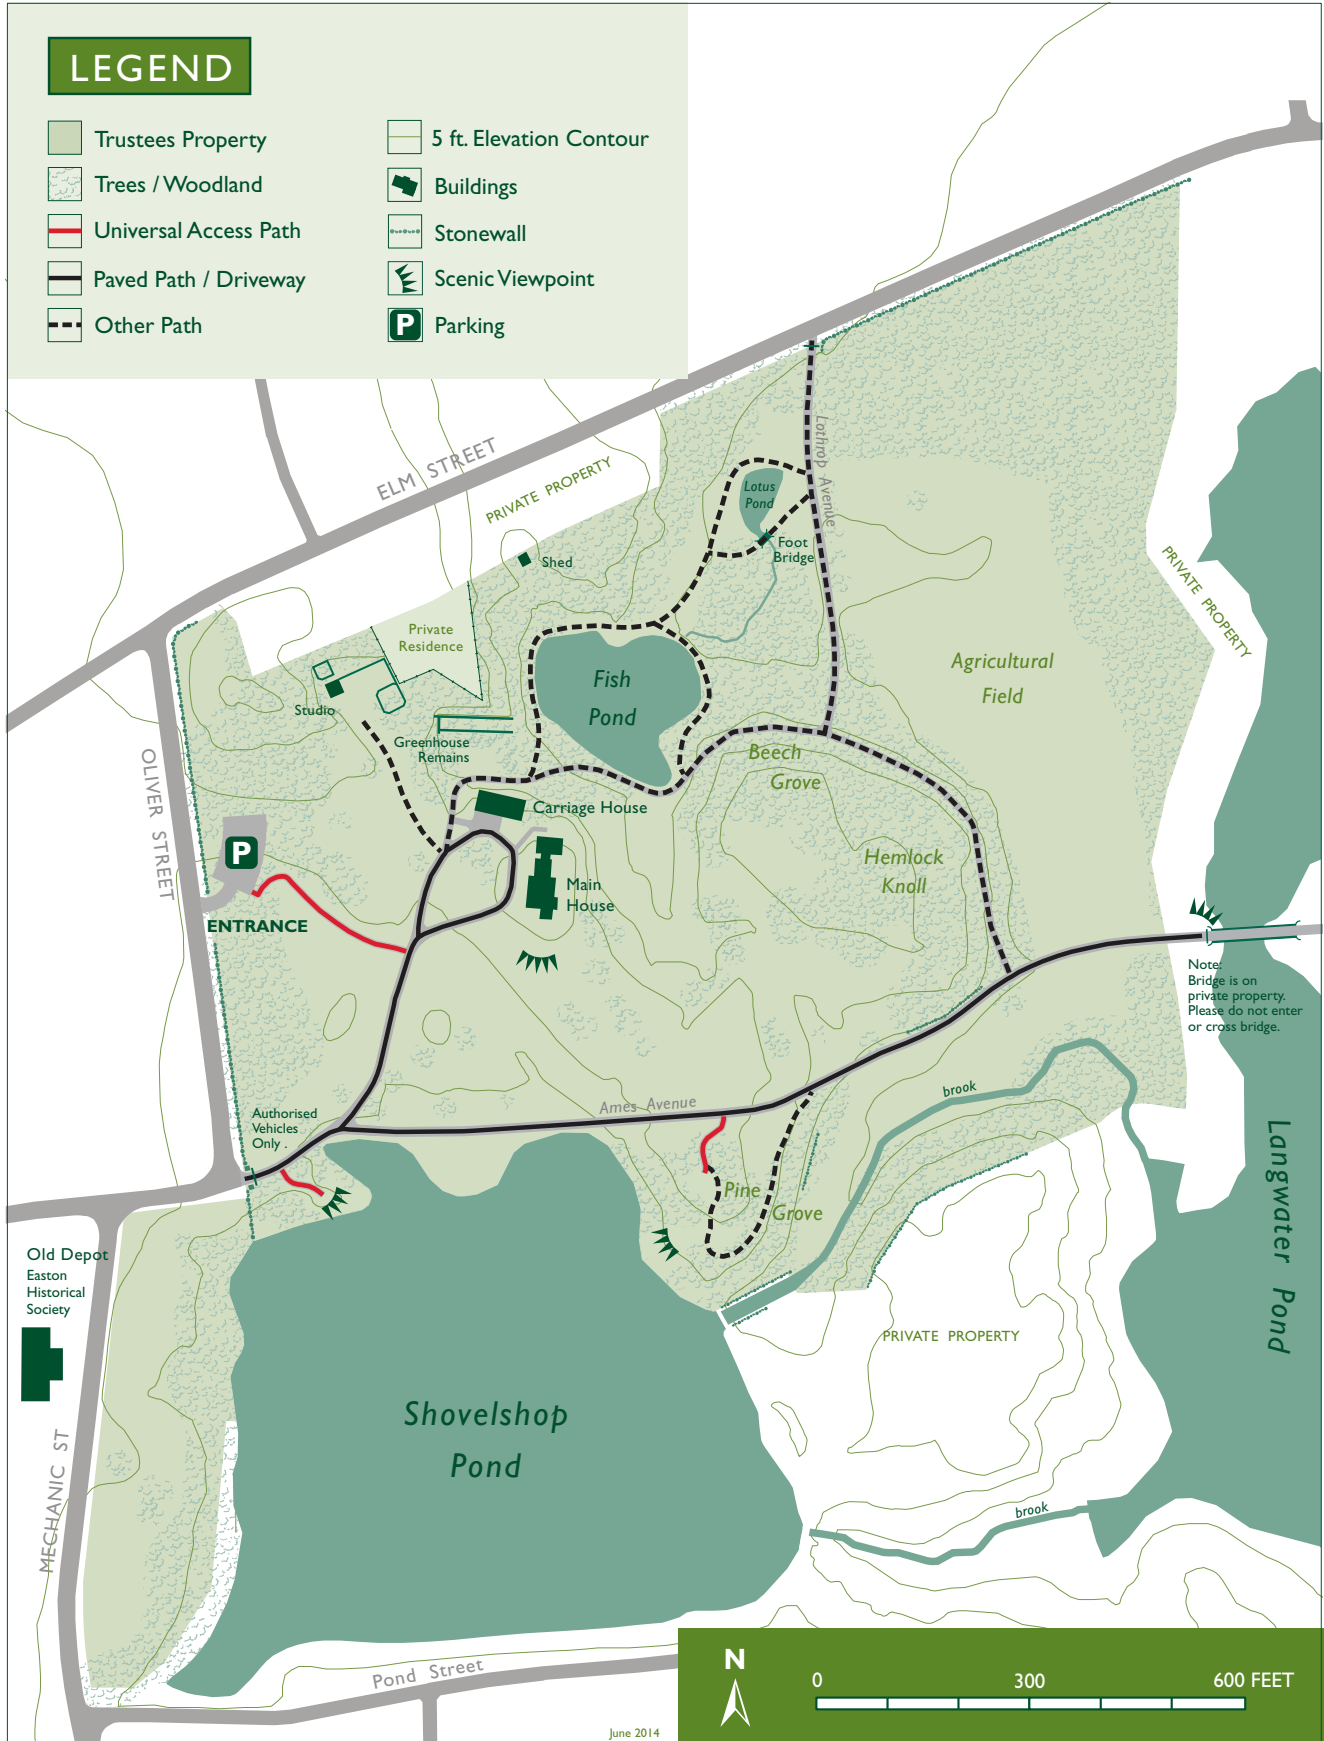 LEGEND
Trustees Property
Trees / Woodland
Universal Access Path
Paved Path / Driveway
Other Path
5 ft. Elevation Contour
Buildings
Stonewall
Scenic Viewpoint
P
Parking
ELM STREET
PRIVATE PROPERTY
Lothrop Avenue
Lotus
Pond
Foot
Bridge
Shed
Private
Residence
Studio
Greenhouse
Remains
Fish
Pond
PRIVATE PROPERTY
Agricultural
Field
Beech
Grove
Carriage House
Hemlock
Knoll
Main
House
OLIVER STREET
P
ENTRANCE
Note:
Bridge is on
private property.
Please do not enter
or cross bridge.
brook
Ames Avenue
Authorised
Vehicles
Only .
Pine
Grove
Langwater Pond
Old Depot
Easton
Historical
Society
PRIVATE PROPERTY
Shovelshop
Pond
MECHANIC ST
brook
Pond Street
June 2014
N
0
300
600 FEET